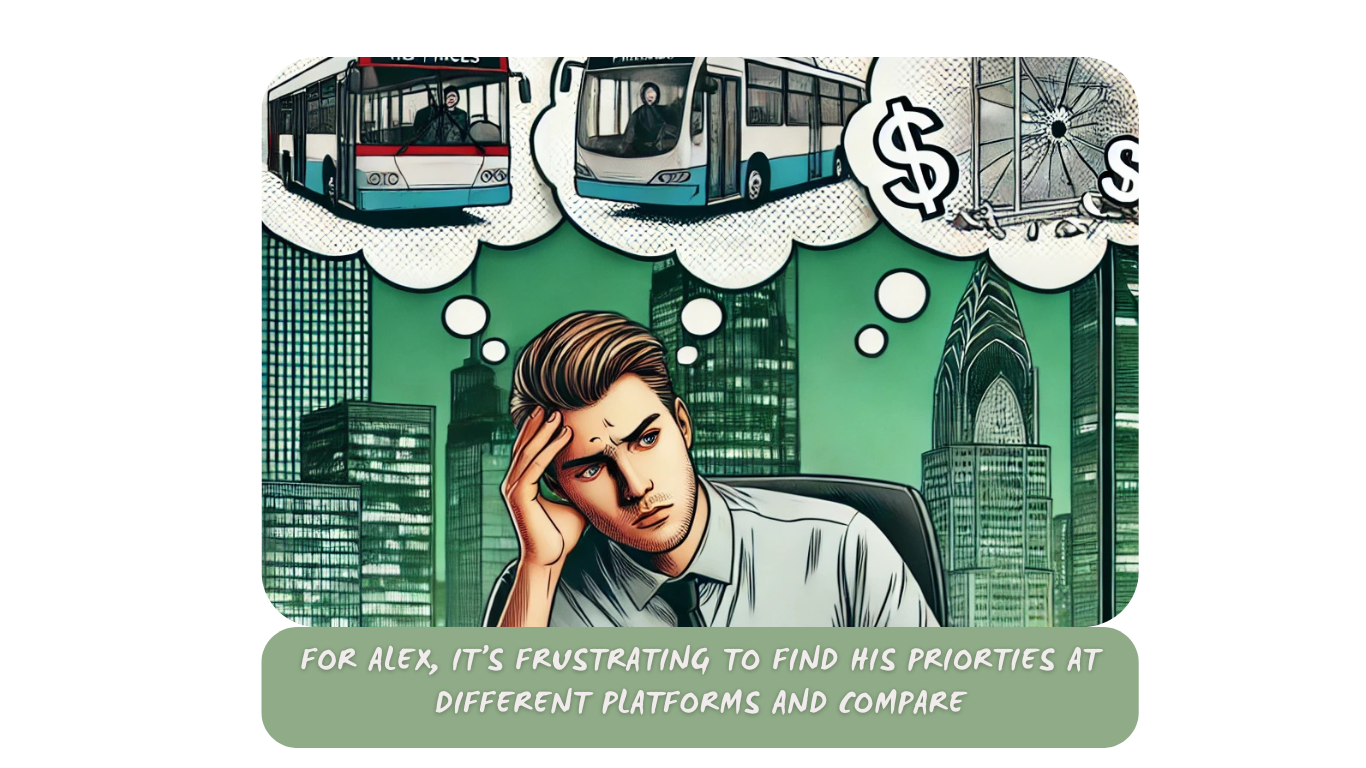 $
$
FOR ALEX, IT'S FRUSTRATING TO FIND HIS PRIORTIES AT
DIFFERENT PLATFORMS AND COMPARE